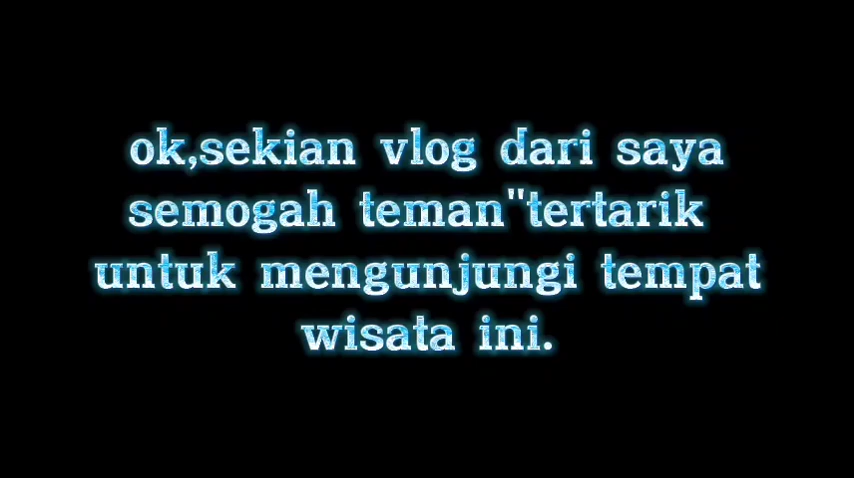 ok,sekian vlog dari saya
semogah teman"tertarik
untuk mengunjungi tempat
wisata ini.